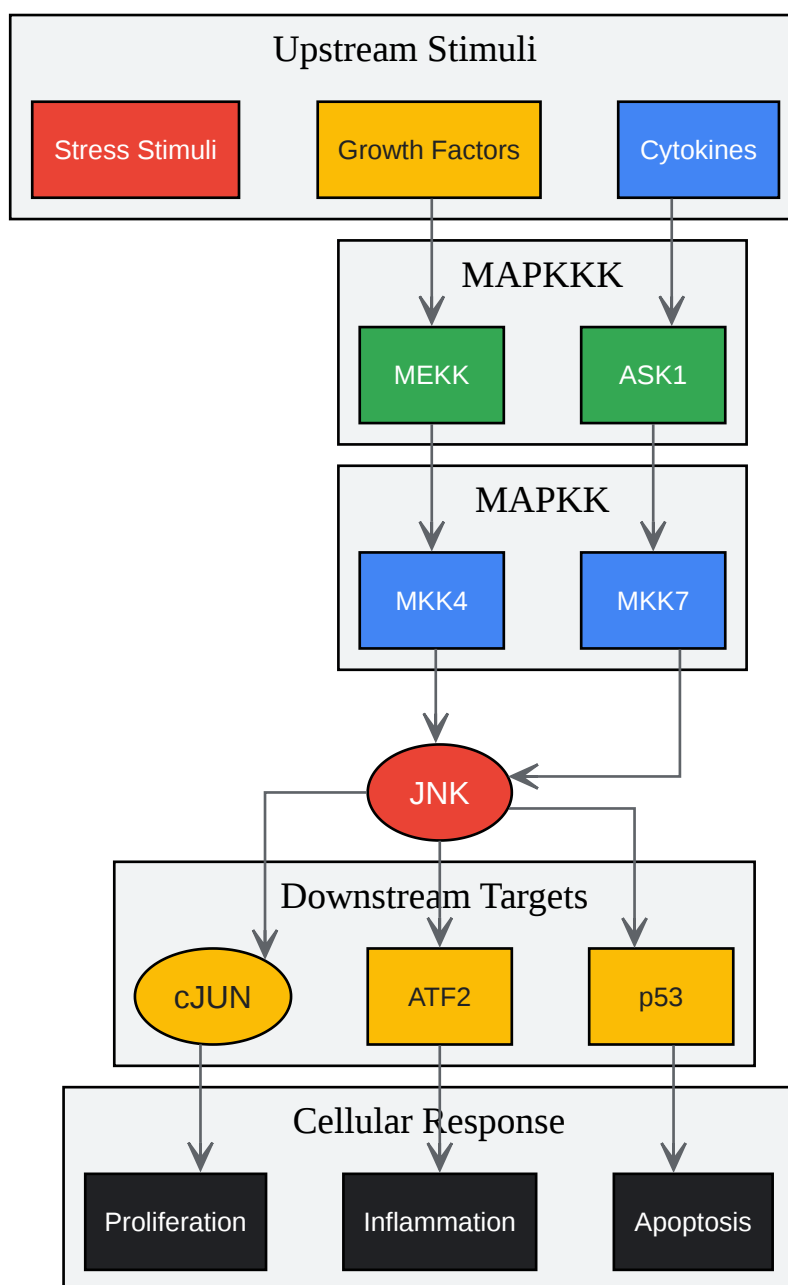 Upstream Stimuli
Stress Stimuli
Growth Factors
Cytokines
MAPKKK
MEKK
ASK1
MAPKK
MKK4
MKK7
JNK
Downstream Targets
cJUN
ATF2
p53
Cellular Response
Proliferation
Inflammation
Apoptosis